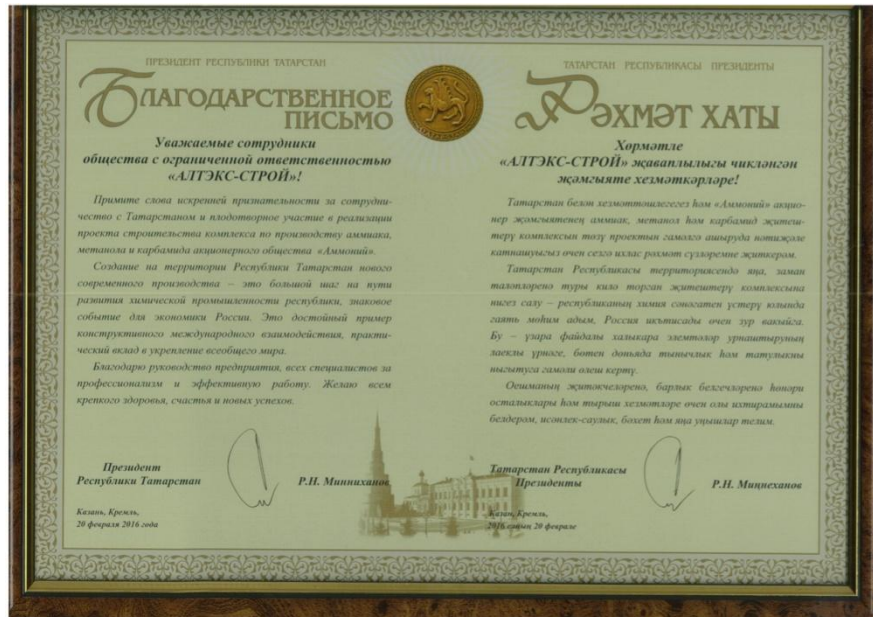 ПРЕЗИДЕНТ РЕСПУБЛИКИ ТАТАРСТАН
БЛАГОДАРСТВЕННОЕ
ПИСЬМО
Уважаемые сотрудники
общества с ограниченной ответственностью
«АЛТЭКС-СТРОЙ»!
Примите слова искренней признательности за сотрудни-
чество с Татарстаном и плодотворное участие в реализации
проекта строительства комплекса по производству аммиака,
метанола и карбамида акционерного общества «Аммоний».
Создание на территории Республики Татарстан нового
современного производства – это большой шаг на пути
развития химической промышленности республики, знаковое
событие для экономики России. Это достойный пример
конструктивного международного взаимодействия, практи-
ческий вклад в укрепление всеобщего мира.
Благодарю руководство предприятия, всех специалистов за
профессионализм и эффективную работу. Желаю всем
крепкого здоровья, счастья и новых успехов.
Президент
Республики Татарстан
Р.Н. Минниханов
Казань, Кремль,
20 февраля 2016 года
ТАТАРСТАН РЕСПУБЛИКАСЫ ПРЕЗИДЕНТЫ
РӘХМӘТ ХАТЫ
Хөрмәтле
«АЛТЭКС-СТРОЙ» җаваплылыгы чикләнгән
җәмгыяте хезмәткәрләре!
Татарстан белән хезмәттәшлегегез һәм «Аммоний» акцио-
нер җәмгыятенең аммиак, метанол һәм карбамид җитеш-
терү комплексын төзү проектын гамәлгә ашыруда нәтиҗәле
катнашуыгыз өчен сезгә ихлас рәхмәт сүзләремне җиткерәм.
Татарстан Республикасы территориясендә яңа, заман
таләпләренә туры килә торган җитештерү комплексына
нигез салу – республиканың химия сәнәгатен үстерү юлында
гаять мөһим адым, Россия икътисады өчен зур вакыйга.
Бу – үзара файдалы халыкара элемтәләр урнаштыруның
лаеклы үрнәге, бөтен дөньяда тынычлык һәм татулыкны
ныгытуга гамәли өлеш кертү.
Оешманың җитәкчеләренә, барлык белгечләренә һөнәри
осталыклары һәм тырыш хезмәтләре өчен олы ихтирамымны
белдерәм, исәнлек-саулык, бәхет һәм яңа уңышлар телим.
Татарстан Республикасы
Президенты
Р.Н. Миңнеханов
Казан, Кремль,
2016 елның 20 феврале